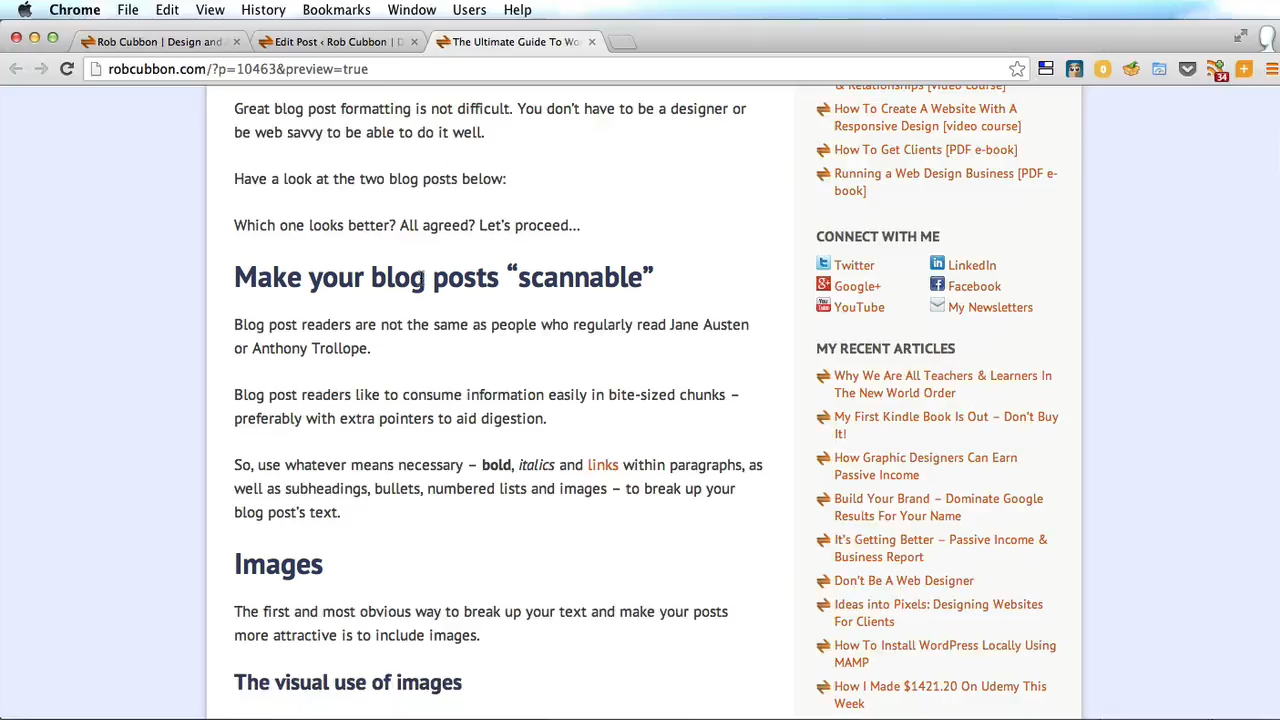 Chrome File Edit View History Bookmarks Window Users Help
Rob Cubbon | Design and
Edit Post ‹ Rob Cubbon | D
The Ultimate Guide To Wo
robcubbon.com/?p=10463&preview=true
34
Great blog post formatting is not difficult. You don't have to be a designer or
be web savvy to be able to do it well.
Have a look at the two blog posts below:
Which one looks better? All agreed? Let's proceed...
Make your blog posts “scannable”
Blog post readers are not the same as people who regularly read Jane Austen
or Anthony Trollope.
Blog post readers like to consume information easily in bite-sized chunks –
preferably with extra pointers to aid digestion.
So, use whatever means necessary – bold, italics and links within paragraphs, as
well as subheadings, bullets, numbered lists and images – to break up your
blog post's text.
Images
The first and most obvious way to break up your text and make your posts
more attractive is to include images.
The visual use of images
& Relationships [video course]
How To Create A Website With A
Responsive Design [video course]
How To Get Clients [PDF e-book]
Running a Web Design Business [PDF e-
book]
CONNECT WITH ME
Twitter
LinkedIn
Google+
Facebook
YouTube
My Newsletters
MY RECENT ARTICLES
Why We Are All Teachers & Learners In
The New World Order
My First Kindle Book Is Out – Don't Buy
It!
How Graphic Designers Can Earn
Passive Income
Build Your Brand – Dominate Google
Results For Your Name
It's Getting Better – Passive Income &
Business Report
Don't Be A Web Designer
Ideas into Pixels: Designing Websites
For Clients
How To Install WordPress Locally Using
MAMP
How I Made $1421.20 On Udemy This
Week